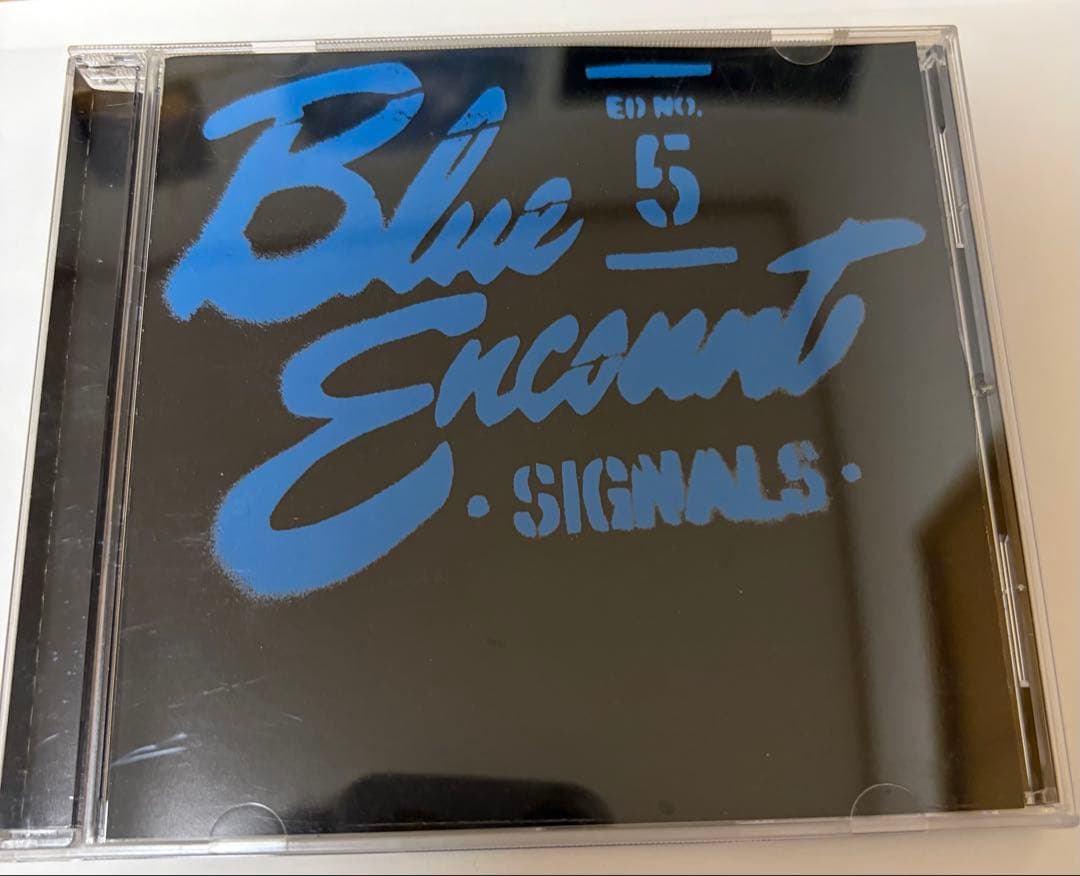 Blue
ED NO.
5
Encount
• SIGNALS •